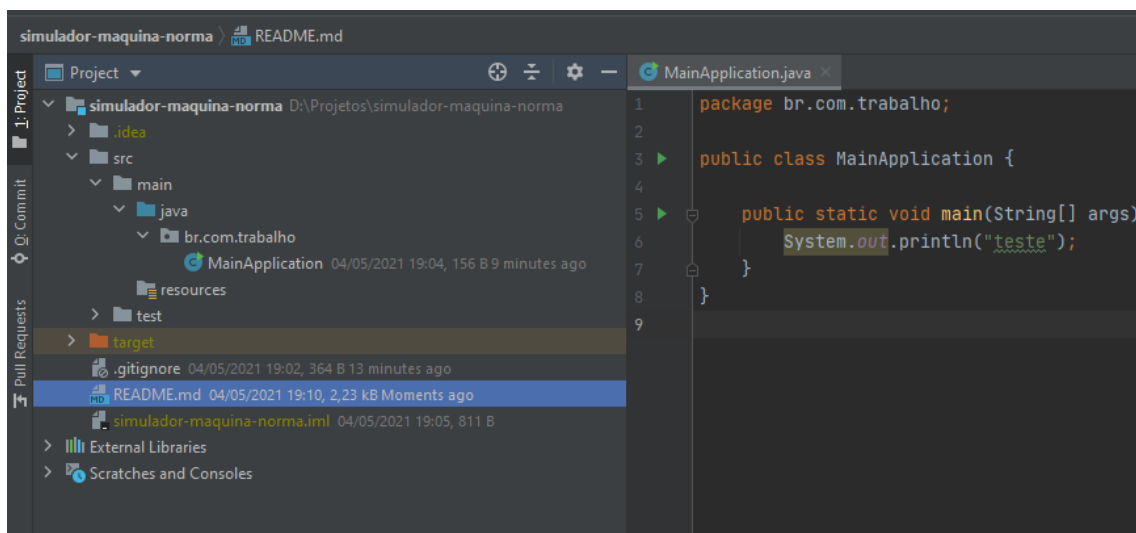 simulador-maquina-norma README.md
1: Project
Commit
Pull Requests
Project
simulador-maquina-norma D:\Projetos\simulador-maquina-norma
.idea
src
main
java
br.com.trabalho
MainApplication 04/05/2021 19:04, 156 B 9 minutes ago
resources
test
target
.gitignore 04/05/2021 19:02, 364 B 13 minutes ago
README.md 04/05/2021 19:10, 2,23 kB Moments ago
simulador-maquina-norma.iml 04/05/2021 19:05, 811 B
External Libraries
Scratches and Consoles
MainApplication.java
1 package br.com.trabalho;
2
3 public class MainApplication {
4
5 public static void main(String[] args)
6 System.out.println("teste");
7 }
8 }
9